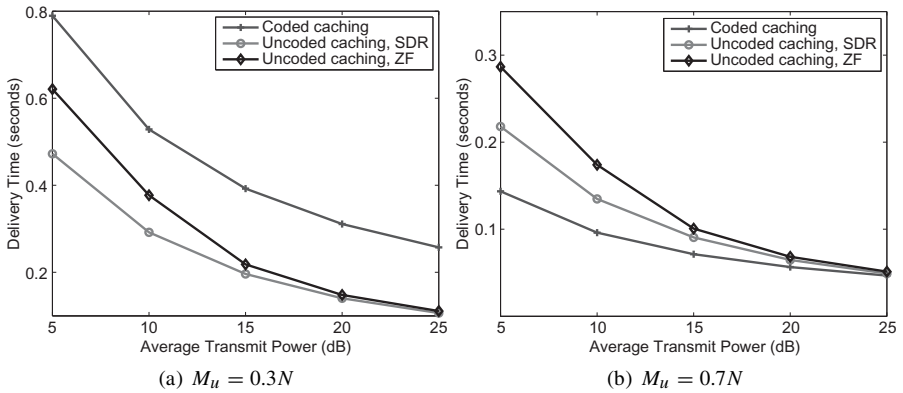 0.8
0.6
0.4
0.2
5
10
15
20
25
Delivery Time (seconds)
Average Transmit Power (dB)
Coded caching
Uncoded caching, SDR
Uncoded caching, ZF
(a) M_u = 0.3N
0.3
0.2
0.1
5
10
15
20
25
Delivery Time (seconds)
Average Transmit Power (dB)
Coded caching
Uncoded caching, SDR
Uncoded caching, ZF
(b) M_u = 0.7N